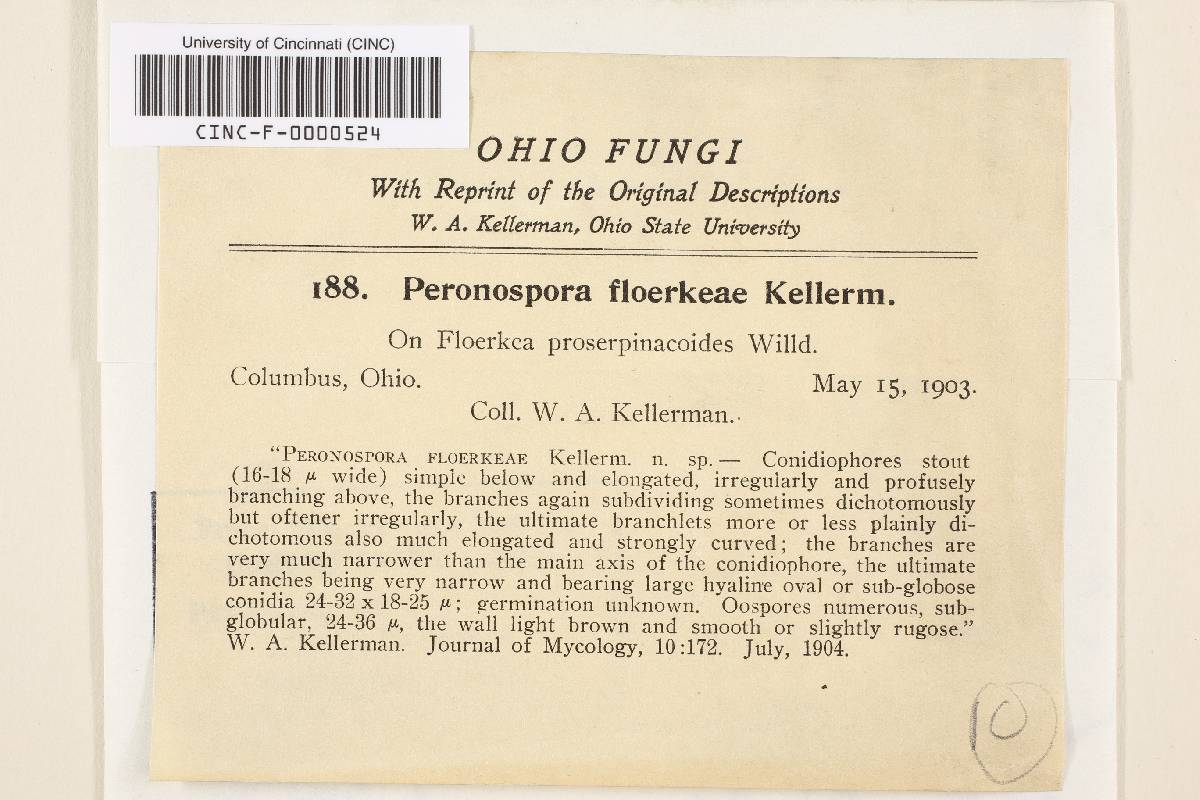 University of Cincinnati (CINC)
CINC-F-0000524
OHIO FUNGI
With Reprint of the Original Descriptions
W. A. Kellerman, Ohio State University
188. Peronospora floerkeae Kellerm.
On Floerkea proserpinacoides Willd.
Columbus, Ohio. May 15, 1903.
Coll. W. A. Kellerman.
"PERONOSPORA FLOERKEAE Kellerm. n. sp. — Conidiophores stout
(16-18 μ wide) simple below and elongated, irregularly and profusely
branching above, the branches again subdividing sometimes dichotomously
but oftener irregularly, the ultimate branchlets more or less plainly di-
chotomous also much elongated and strongly curved; the branches are
very much narrower than the main axis of the conidiophore, the ultimate
branches being very narrow and bearing large hyaline oval or sub-globose
conidia 24-32 x 18-25 μ; germination unknown. Oospores numerous, sub-
globular, 24-36 μ, the wall light brown and smooth or slightly rugose."
W. A. Kellerman. Journal of Mycology, 10:172. July, 1904.